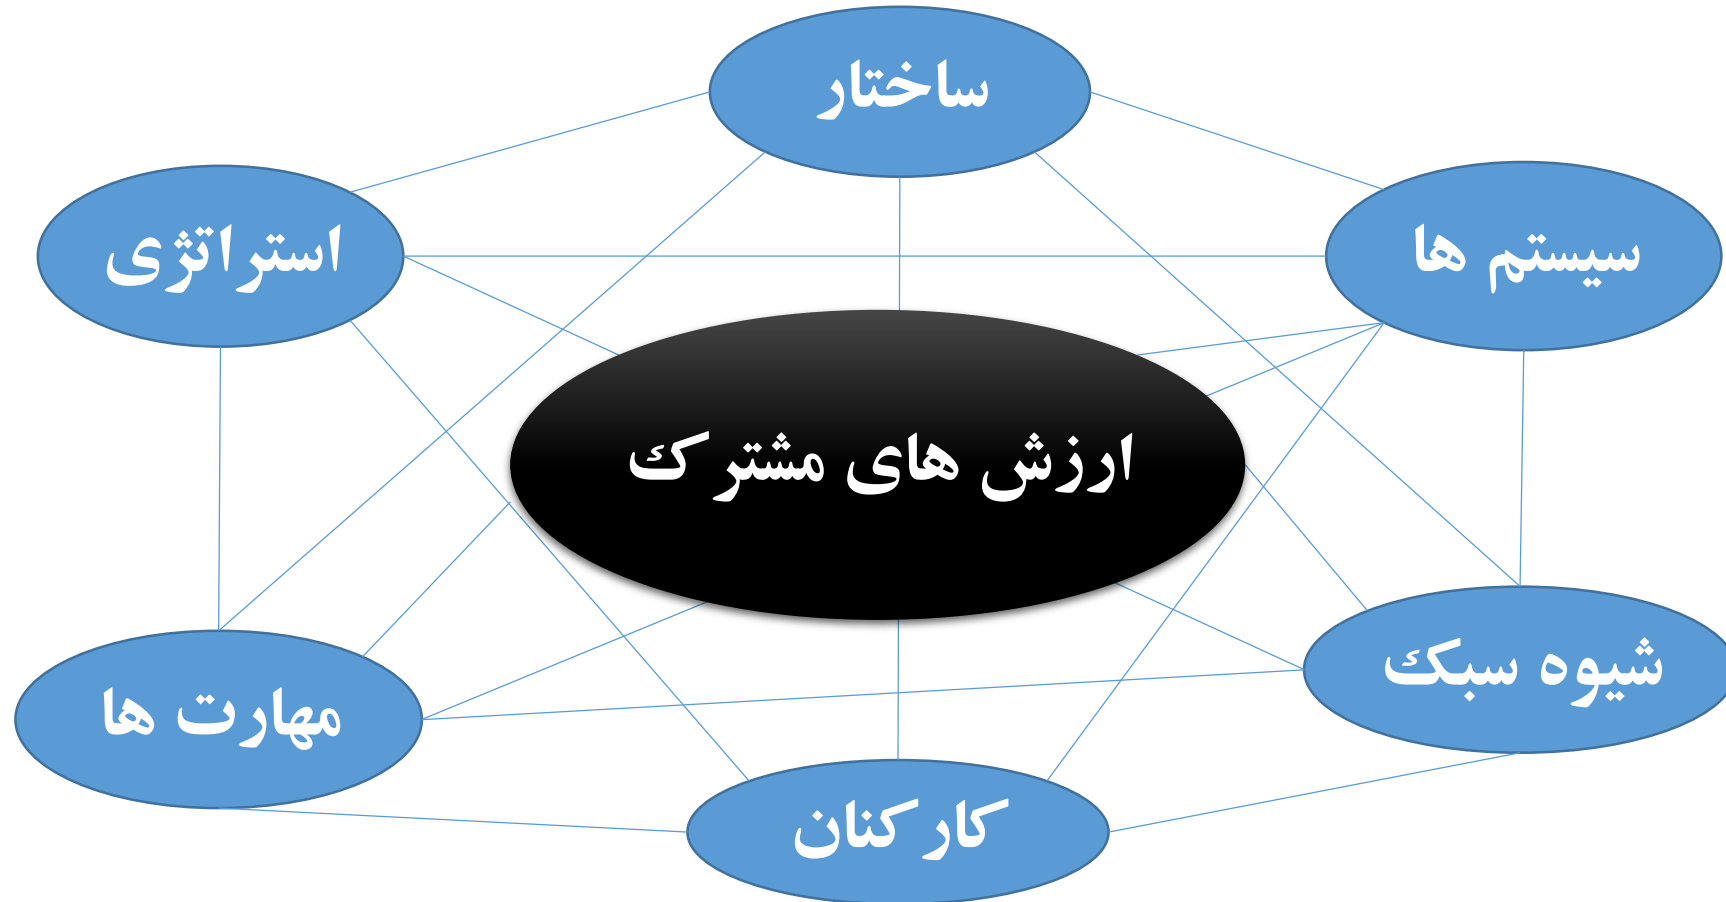 ساختار
سیستم ها
استراتژی
ارزش های مشترک
شیوه سبک
مهارت ها
کارکنان